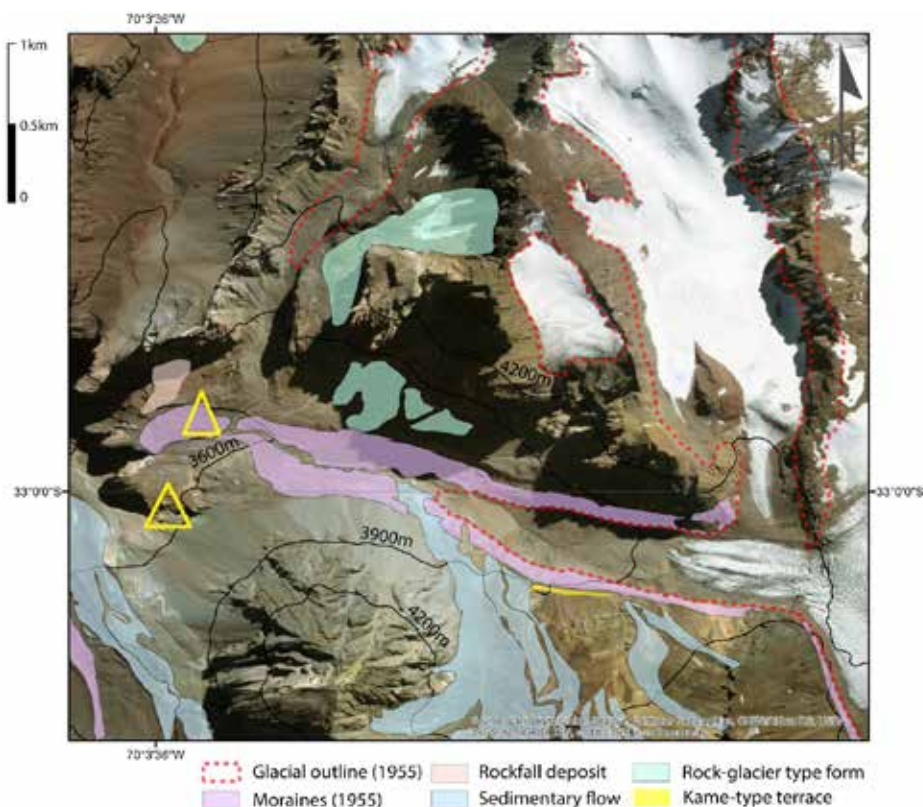 70°3'36"W
1km
0.5km
0
4200m
3600m
33°0'0"S
33°0'0"S
3900m
4200m
70°3'36"W
Glacial outline (1955)
Rockfall deposit
Rock-glacier type form
Moraines (1955)
Sedimentary flow
Kame-type terrace